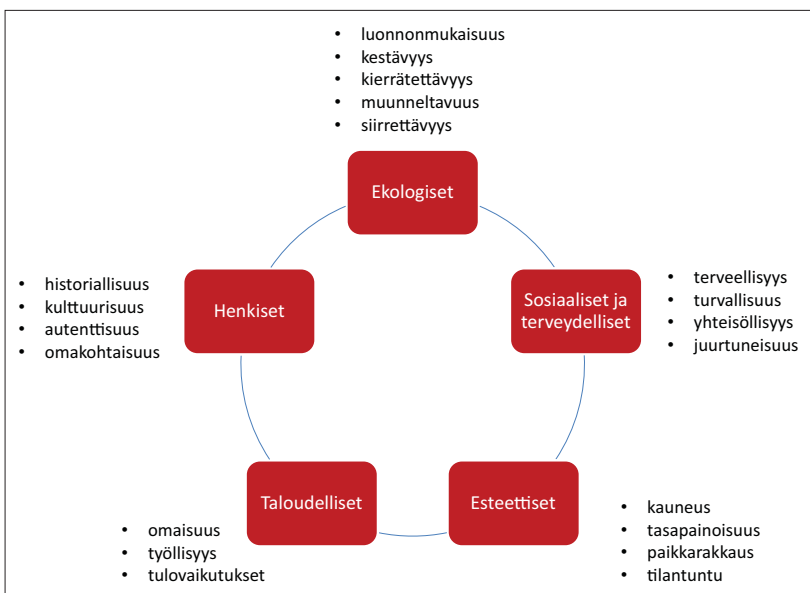 • luonnonmukaisuus
• kestävyys
• kierrätettävyys
• muunneltavuus
• siirrettävyys
Ekologiset
• historiallisuus
• kulttuurisuus
• autenttisuus
• omakohtaisuus
Henkiset
Sosiaaliset ja
terveydelliset
• terveellisyys
• turvallisuus
• yhteisöllisyys
• juurtuneisuus
Taloudelliset
• omaisuus
• työllisyys
• tulovaikutukset
Esteettiset
• kauneus
• tasapainoisuus
• paikkarakkaus
• tilantuntu